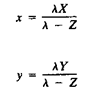 x = λX / (λ − Z)
y = λY / (λ − Z)